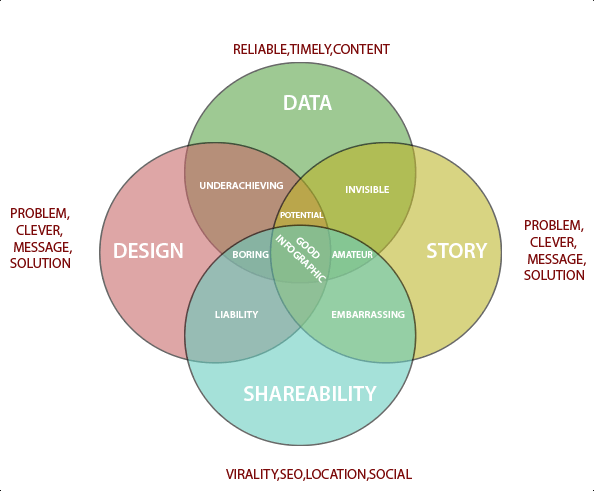 RELIABLE,TIMELY,CONTENT
DATA
UNDERACHIEVING
INVISIBLE
POTENTIAL
PROBLEM,
CLEVER,
MESSAGE,
SOLUTION
DESIGN
BORING
GOOD
INFOGRAPHIC
AMATEUR
STORY
PROBLEM,
CLEVER,
MESSAGE,
SOLUTION
LIABILITY
EMBARRASSING
SHAREABILITY
VIRALITY,SEO,LOCATION,SOCIAL